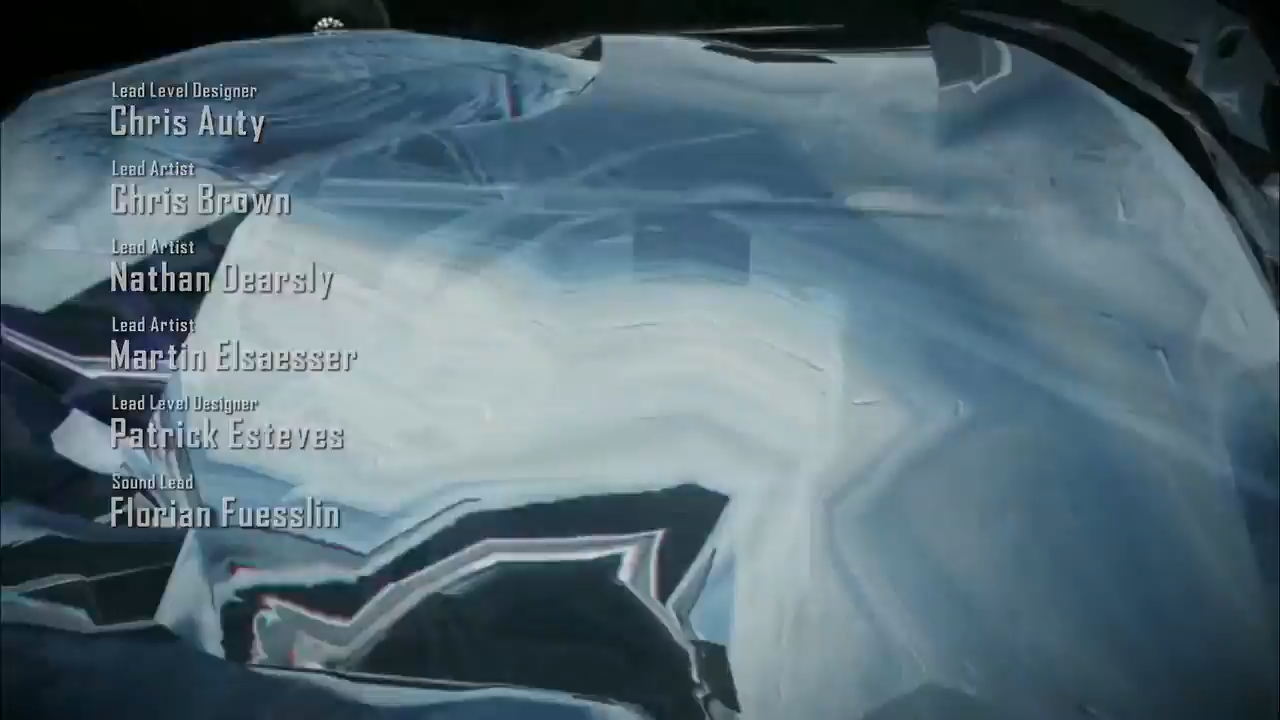 Lead Level Designer
Chris Auty
Lead Artist
Chris Brown
Lead Artist
Nathan Dearsly
Lead Artist
Martin Elsaesser
Lead Level Designer
Patrick Esteves
Sound Lead
Florian Fuesslin